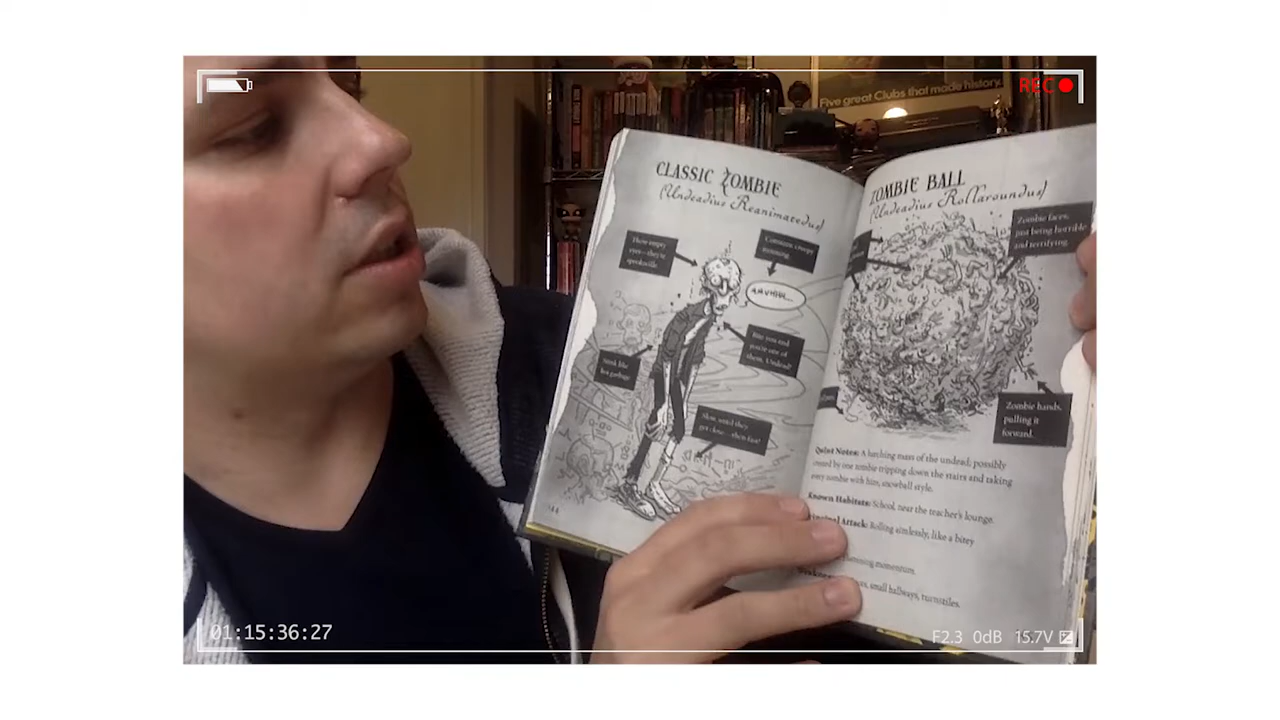 REC
Five great Clubs that made history.
CLASSIC ZOMBIE
(Undeadius Reanimatedus)
Those empty
eyes—they're
Constant creepy
moaning.
Bite you and
you're one of
them. Undead!
Stink like
hot garbage
Slow, until they
get close—then fast!
144
ZOMBIE BALL
(Undeadius Rollaroundus)
Zombie faces,
just being horrible
and terrifying.
Zombie hands,
pulling it
forward.
Quint Notes: A lurching mass of the undead; possibly
created by one zombie tripping down the stairs and taking
every zombie with him, snowball style.
Known Habitats: School, near the teacher's lounge.
Attack: Rolling aimlessly, like a bitey
momentum.
small hallways, turnstiles.
01:15:36:27
F2.3 0dB 15.7V